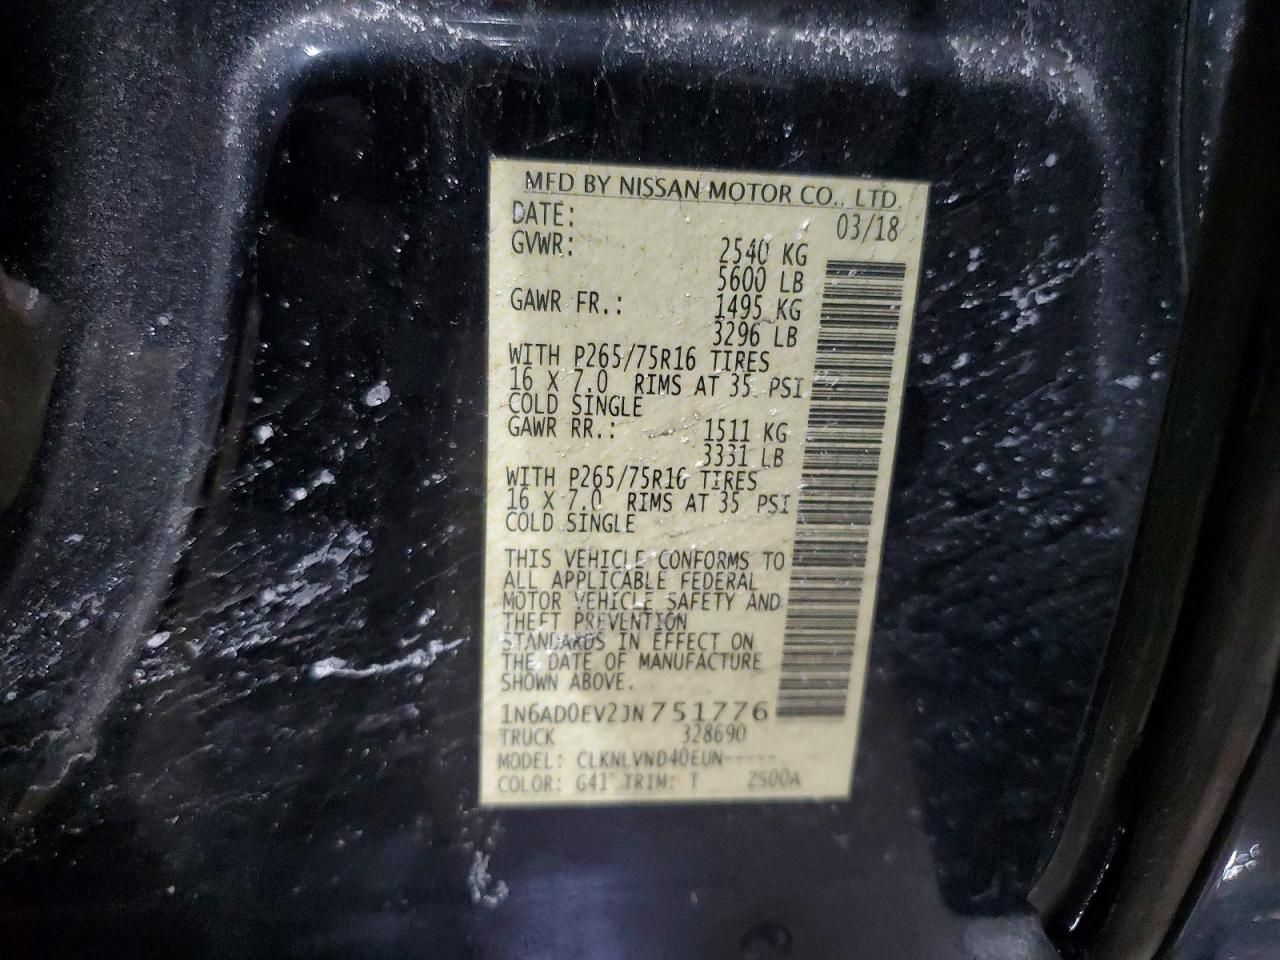 MFD BY NISSAN MOTOR CO., LTD.
DATE: 03/18
GVWR: 2540 KG
5600 LB
GAWR FR.: 1495 KG
3296 LB
WITH P265/75R16 TIRES
16 X 7.0 RIMS AT 35 PSI
COLD SINGLE
GAWR RR.: 1511 KG
3331 LB
WITH P265/75R16 TIRES
16 X 7.0 RIMS AT 35 PSI
COLD SINGLE
THIS VEHICLE CONFORMS TO
ALL APPLICABLE FEDERAL
MOTOR VEHICLE SAFETY AND
THEFT PREVENTION
STANDARDS IN EFFECT ON
THE DATE OF MANUFACTURE
SHOWN ABOVE.
1N6AD0EV2JN751776
TRUCK 328690
MODEL: CLKNLVND40EUN-----
COLOR: G41 TRIM: T 2S00A